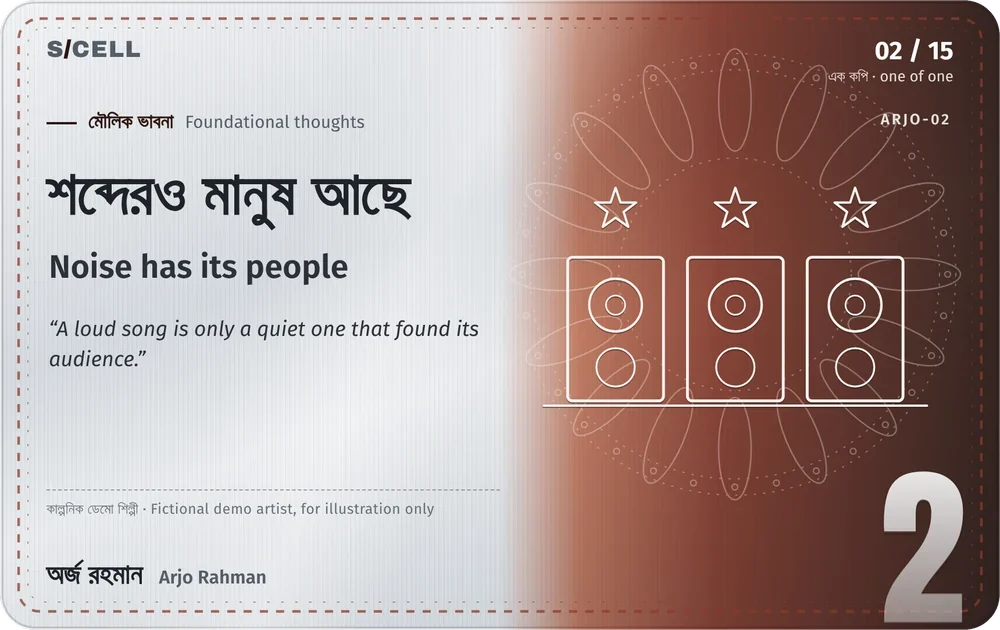 S/CELL
02 / 15
এক কপি · one of one
ARJO-02
মৌলিক ভাবনা Foundational thoughts
শব্দেরও মানুষ আছে
Noise has its people
“A loud song is only a quiet one that found its
audience.”
কাল্পনিক ডেমো শিল্পী · Fictional demo artist, for illustration only
অর্জ রহমান Arjo Rahman
2